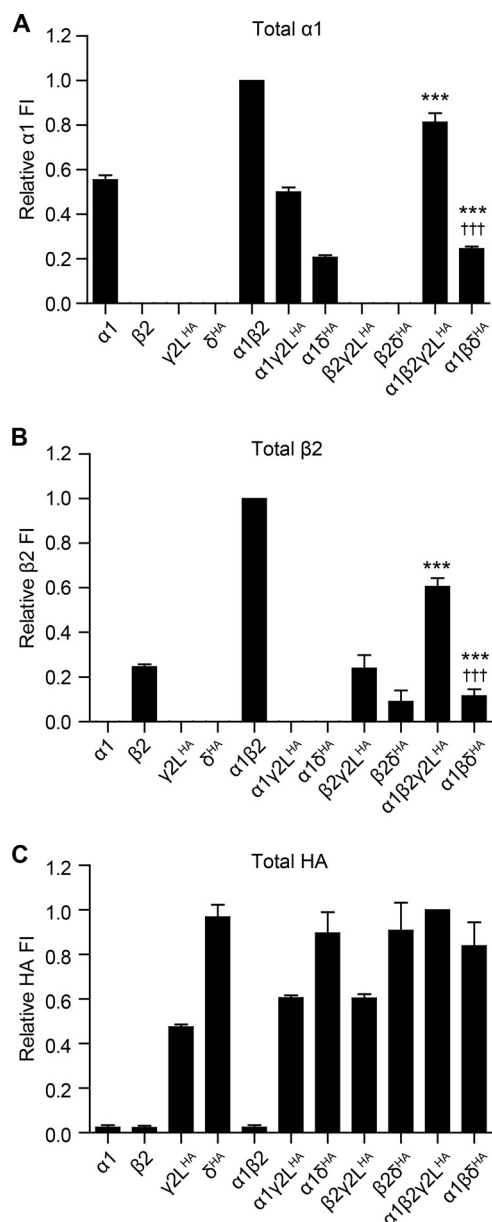 A
Total α1
Relative α1 FI
1.2
1.0
0.8
0.6
0.4
0.2
0.0
***
***
†††
α1
β2
γ2Lᴴᴬ
δᴴᴬ
α1β2
α1γ2Lᴴᴬ
α1δᴴᴬ
β2γ2Lᴴᴬ
β2δᴴᴬ
α1β2γ2Lᴴᴬ
α1βδᴴᴬ
B
Total β2
Relative β2 FI
1.2
1.0
0.8
0.6
0.4
0.2
0.0
***
***
†††
α1
β2
γ2Lᴴᴬ
δᴴᴬ
α1β2
α1γ2Lᴴᴬ
α1δᴴᴬ
β2γ2Lᴴᴬ
β2δᴴᴬ
α1β2γ2Lᴴᴬ
α1βδᴴᴬ
C
Total HA
Relative HA FI
1.2
1.0
0.8
0.6
0.4
0.2
0.0
α1
β2
γ2Lᴴᴬ
δᴴᴬ
α1β2
α1γ2Lᴴᴬ
α1δᴴᴬ
β2γ2Lᴴᴬ
β2δᴴᴬ
α1β2γ2Lᴴᴬ
α1βδᴴᴬ